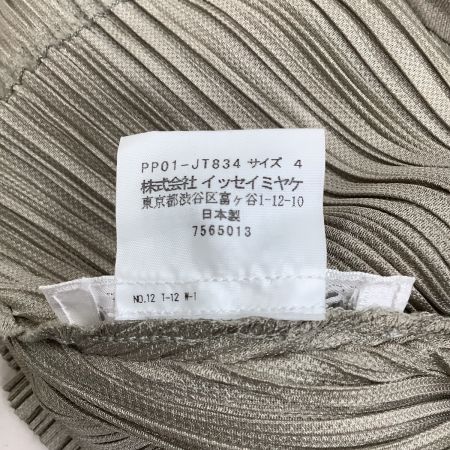 PP01-JT834 サイズ 4
株式会社 イッセイミヤケ
東京都渋谷区富ヶ谷1-12-10
日本製
7565013
NO.12 T-12 W-1